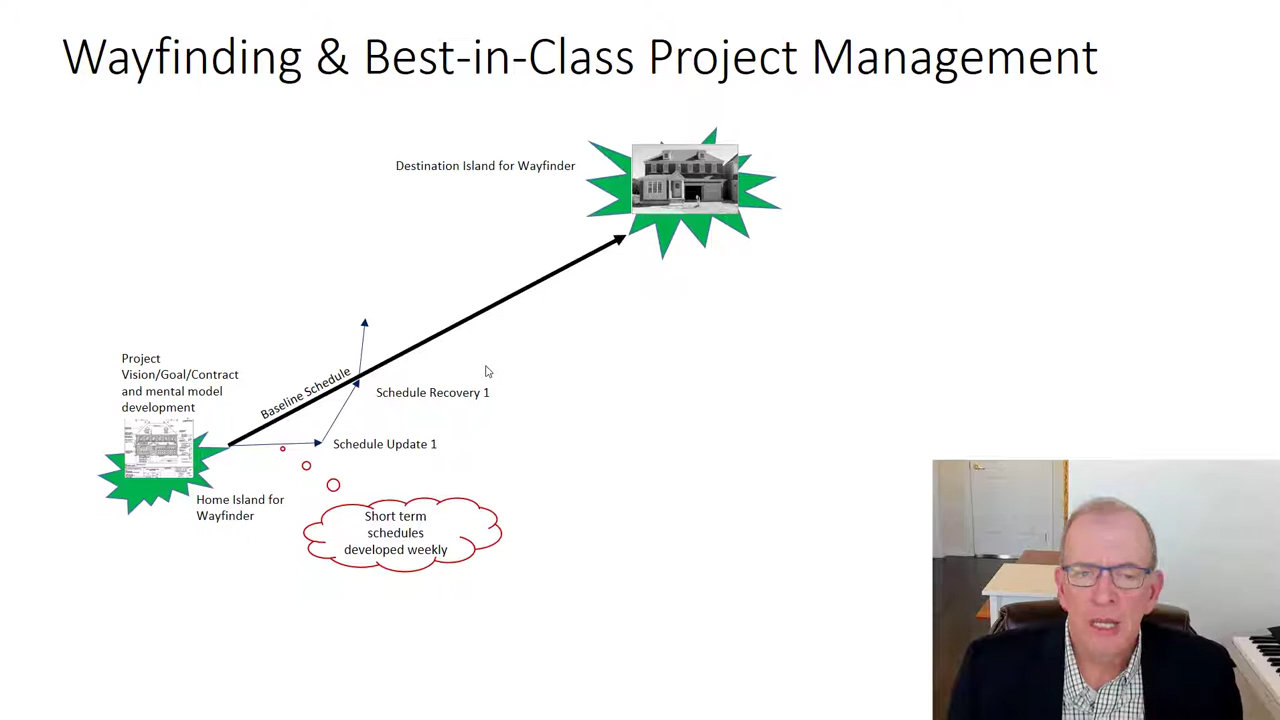 Wayfinding & Best-in-Class Project Management
Destination Island for Wayfinder
Project
Vision/Goal/Contract
and mental model
development
Baseline Schedule
Schedule Recovery 1
Schedule Update 1
Home Island for
Wayfinder
Short term
schedules
developed weekly